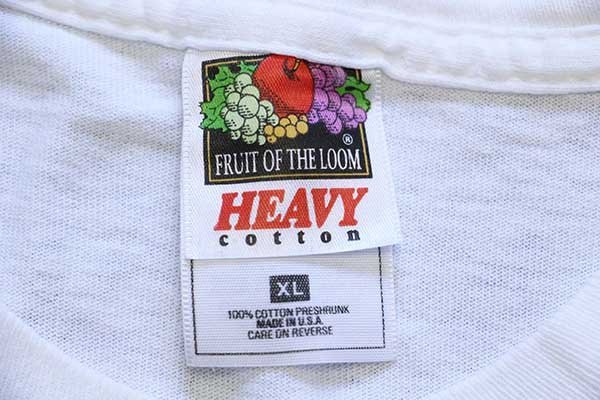 ®
FRUIT OF THE LOOM
HEAVY
cotton
XL
100% COTTON PRESHRUNK
MADE IN U.S.A.
CARE ON REVERSE